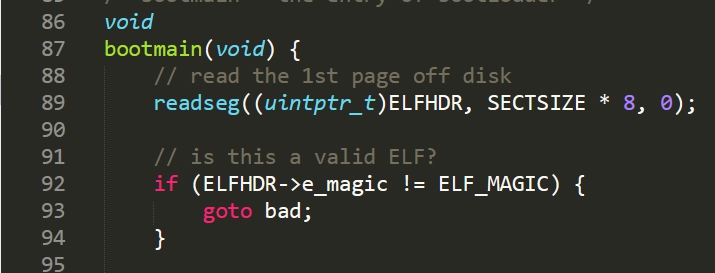 86 void
87 bootmain(void) {
88 // read the 1st page off disk
89 readseg((uintptr_t)ELFHDR, SECTSIZE * 8, 0);
90
91 // is this a valid ELF?
92 if (ELFHDR->e_magic != ELF_MAGIC) {
93 goto bad;
94 }
95